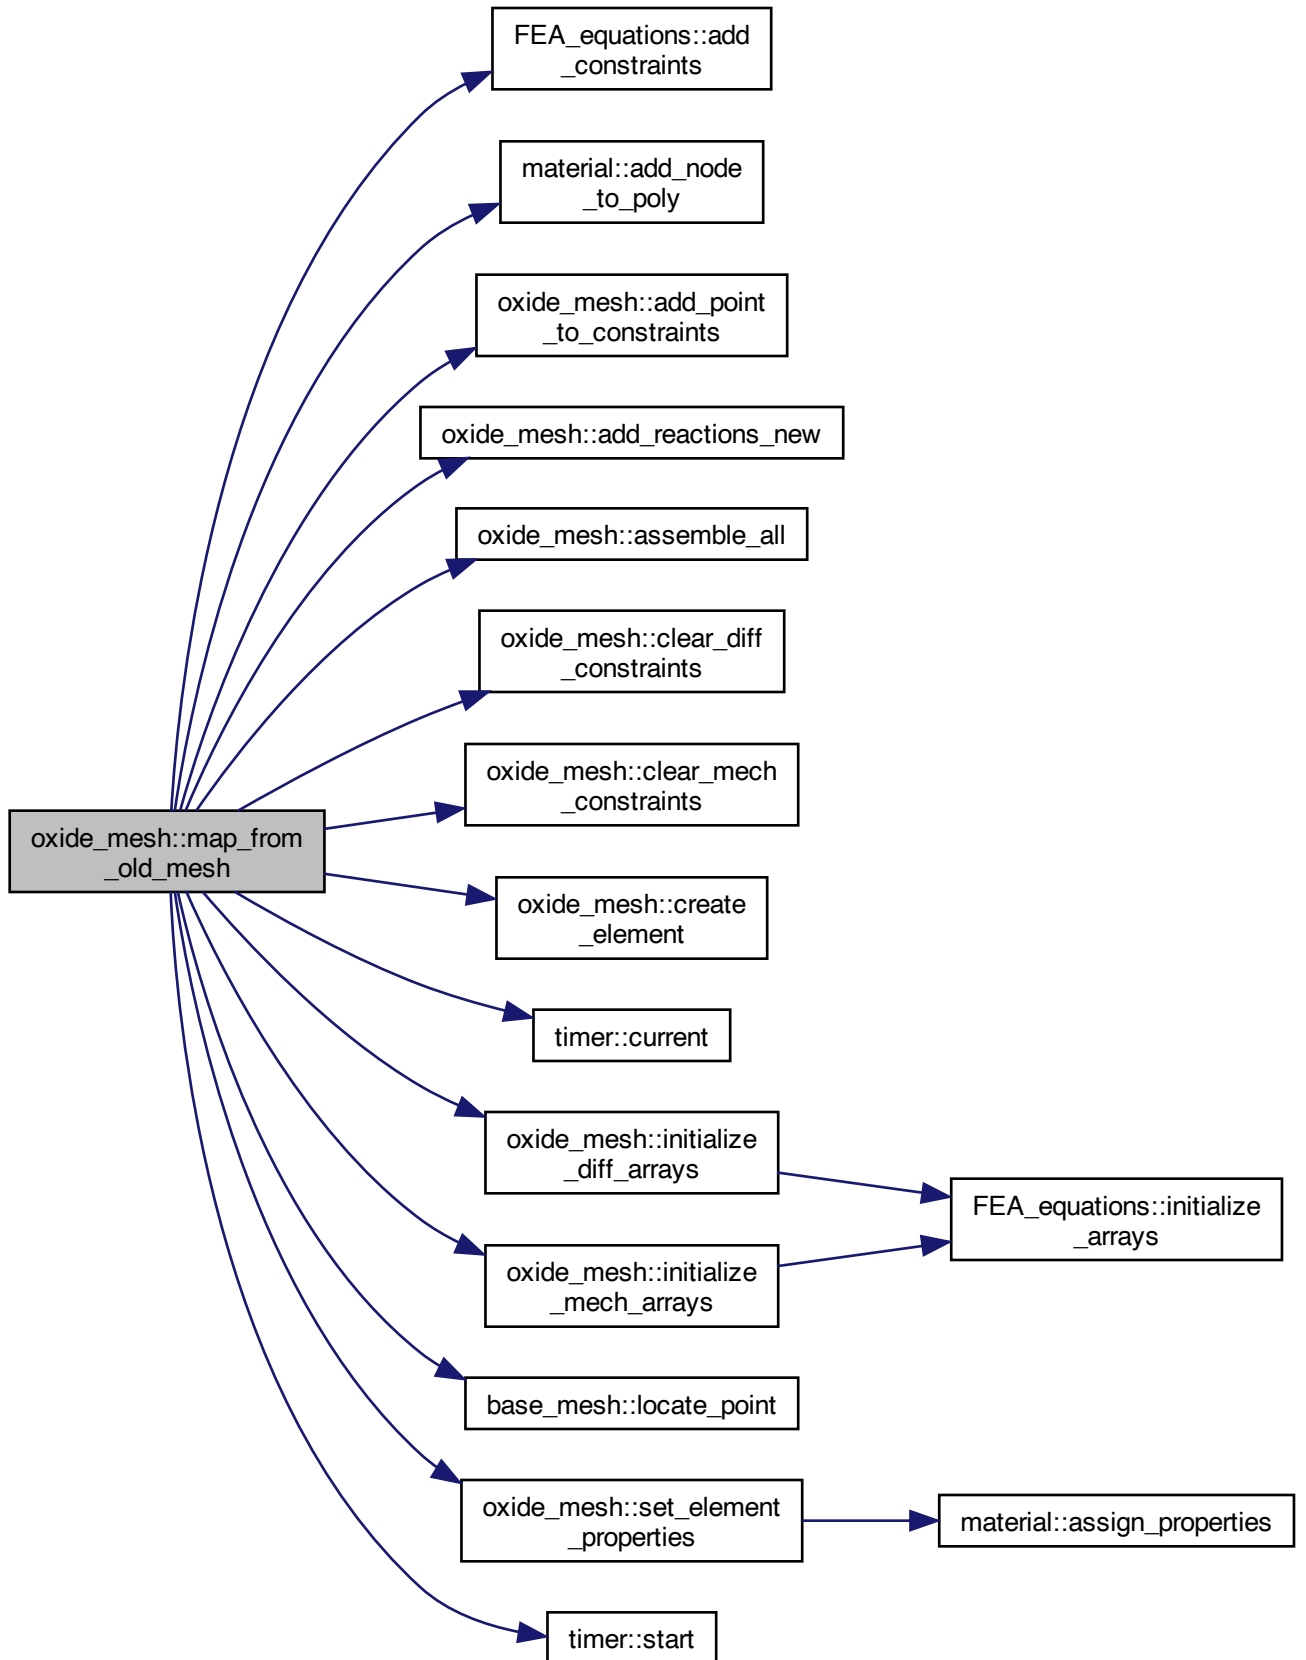 FEA_equations::add
_constraints
material::add_node
_to_poly
oxide_mesh::add_point
_to_constraints
oxide_mesh::add_reactions_new
oxide_mesh::assemble_all
oxide_mesh::clear_diff
_constraints
oxide_mesh::clear_mech
_constraints
oxide_mesh::map_from
_old_mesh
oxide_mesh::create
_element
timer::current
oxide_mesh::initialize
_diff_arrays
FEA_equations::initialize
_arrays
oxide_mesh::initialize
_mech_arrays
base_mesh::locate_point
oxide_mesh::set_element
_properties
material::assign_properties
timer::start